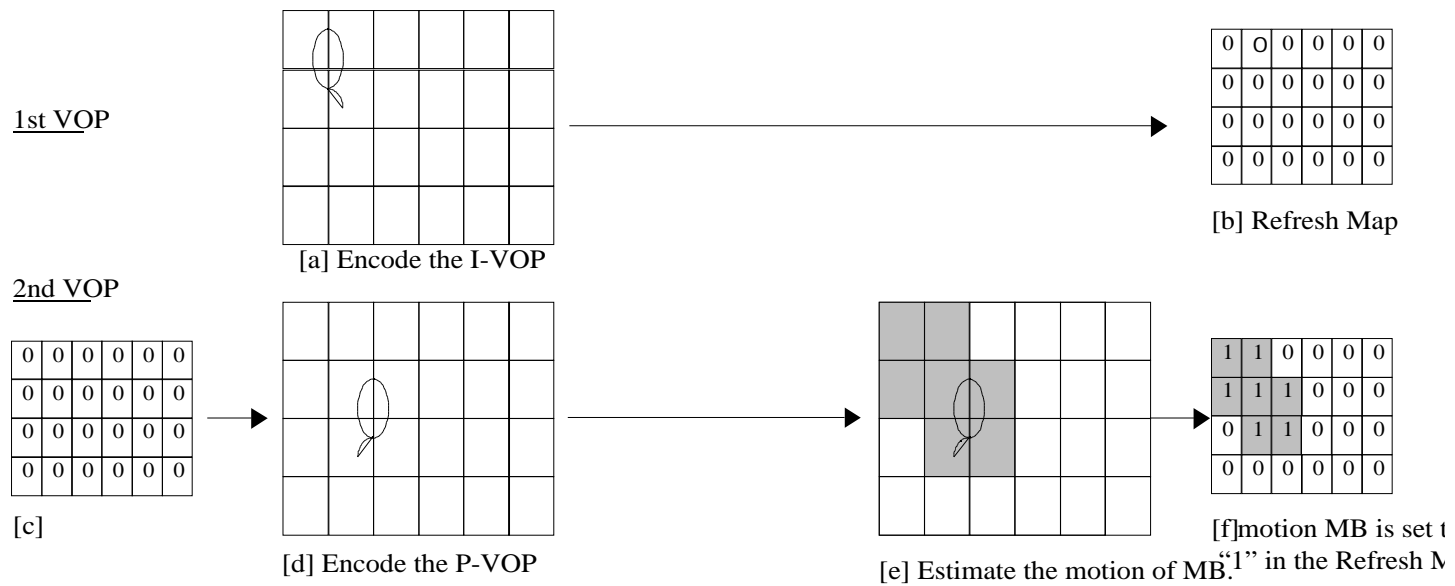 0 0 0 0 0 0
0 0 0 0 0 0
0 0 0 0 0 0
0 0 0 0 0 0
1st VOP
[b] Refresh Map
[a] Encode the I-VOP
2nd VOP
0 0 0 0 0 0
0 0 0 0 0 0
0 0 0 0 0 0
0 0 0 0 0 0
[c]
[d] Encode the P-VOP
[e] Estimate the motion of MB.
1 1 0 0 0 0
1 1 1 0 0 0
0 1 1 0 0 0
0 0 0 0 0 0
[f]motion MB is set t
“1” in the Refresh M